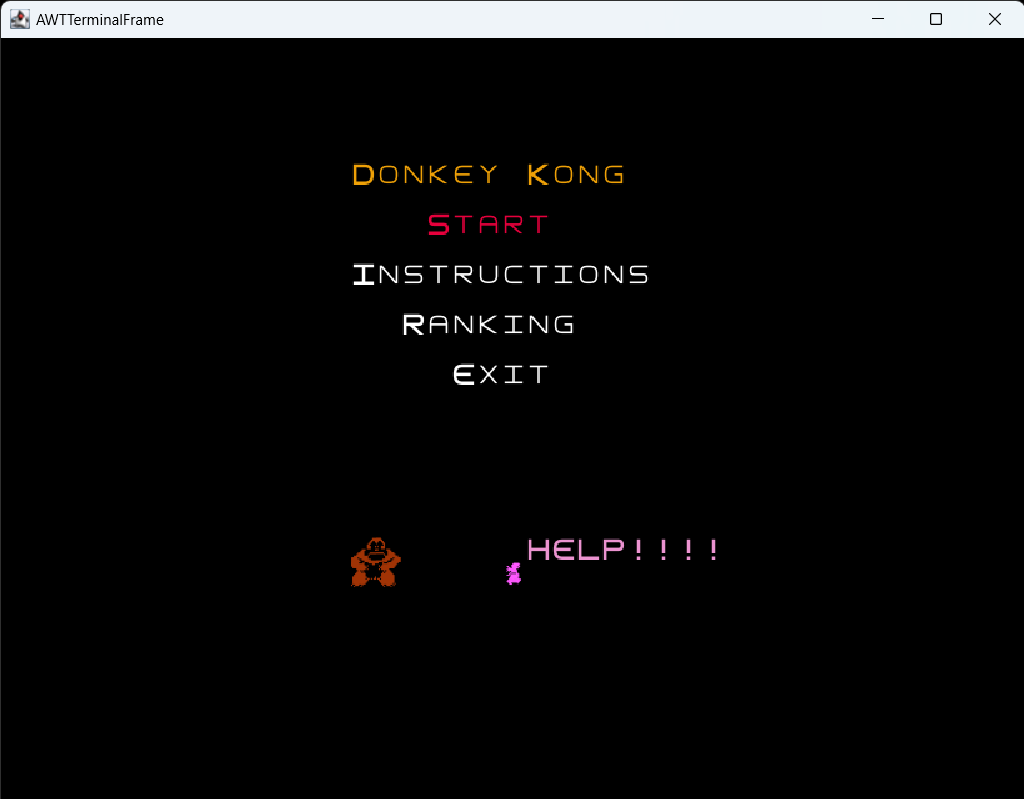 AWTTerminalFrame
DONKEY KONG
START
INSTRUCTIONS
RANKING
EXIT
HELP!!!!